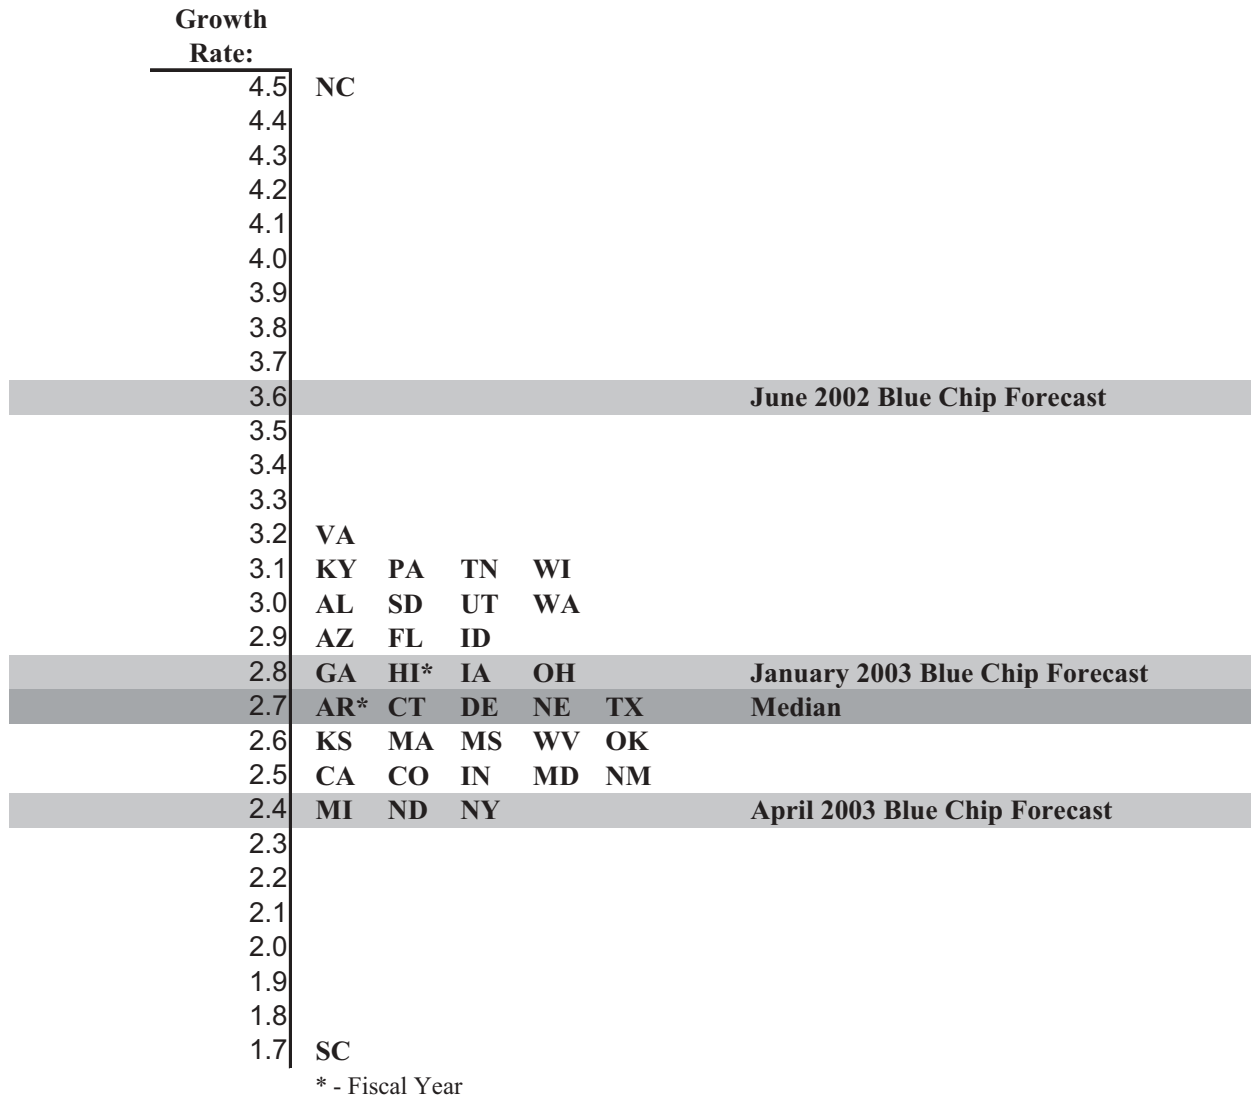 Growth
Rate:
4.5 NC
4.4
4.3
4.2
4.1
4.0
3.9
3.8
3.7
3.6 June 2002 Blue Chip Forecast
3.5
3.4
3.3
3.2 VA
3.1 KY PA TN WI
3.0 AL SD UT WA
2.9 AZ FL ID
2.8 GA HI* IA OH January 2003 Blue Chip Forecast
2.7 AR* CT DE NE TX Median
2.6 KS MA MS WV OK
2.5 CA CO IN MD NM
2.4 MI ND NY April 2003 Blue Chip Forecast
2.3
2.2
2.1
2.0
1.9
1.8
1.7 SC
* - Fiscal Year